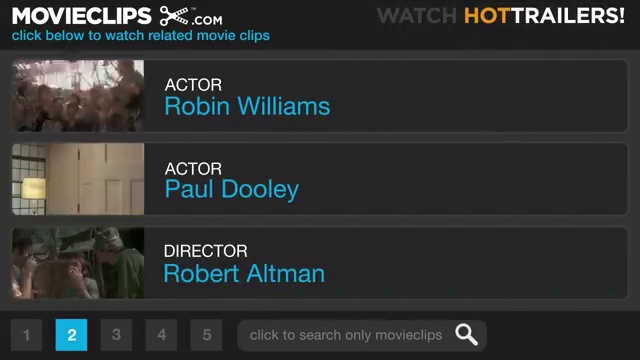 MOVIECLIPS .COM
WATCH HOTTRAILERS!
click below to watch related movie clips
ACTOR
Robin Williams
ACTOR
Paul Dooley
DIRECTOR
Robert Altman
1 2 3 4 5
click to search only movieclips